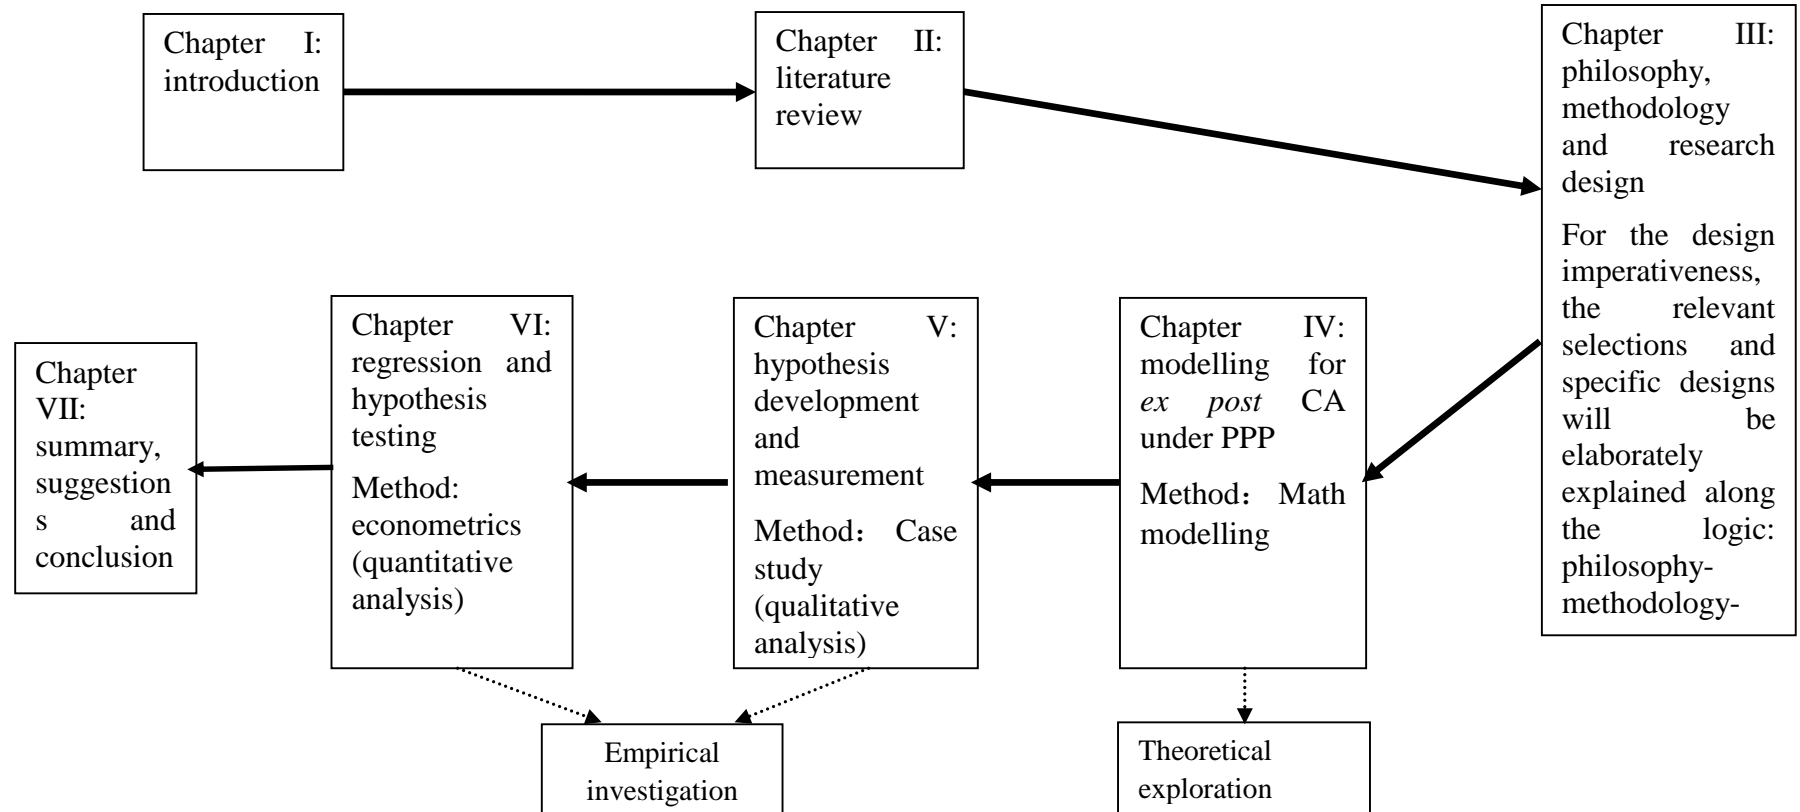 Chapter I:
introduction
Chapter II:
literature
review
Chapter III:
philosophy,
methodology
and research
design
For the design
imperativeness,
the relevant
selections and
specific designs
will be
elaborately
explained along
the logic:
philosophy-
methodology-
Chapter IV:
modelling for
ex post CA
under PPP
Method：Math
modelling
Chapter V:
hypothesis
development
and
measurement
Method：Case
study
(qualitative
analysis)
Chapter VI:
regression and
hypothesis
testing
Method:
econometrics
(quantitative
analysis)
Chapter
VII:
summary,
suggestion
s and
conclusion
Empirical
investigation
Theoretical
exploration